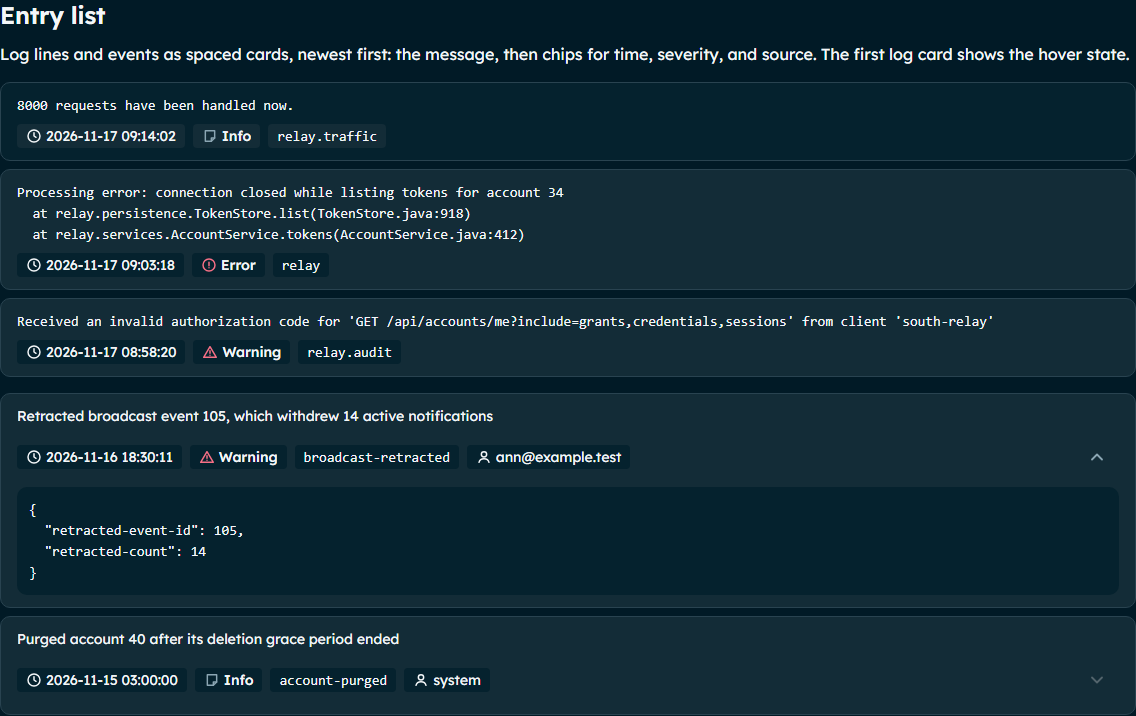 Entry list
Log lines and events as spaced cards, newest first: the message, then chips for time, severity, and source. The first log card shows the hover state.
8000 requests have been handled now.
2026-11-17 09:14:02 Info relay.traffic
Processing error: connection closed while listing tokens for account 34
  at relay.persistence.TokenStore.list(TokenStore.java:918)
  at relay.services.AccountService.tokens(AccountService.java:412)
2026-11-17 09:03:18 Error relay
Received an invalid authorization code for 'GET /api/accounts/me?include=grants,credentials,sessions' from client 'south-relay'
2026-11-17 08:58:20 Warning relay.audit
Retracted broadcast event 105, which withdrew 14 active notifications
2026-11-16 18:30:11 Warning broadcast-retracted ann@example.test
{
  "retracted-event-id": 105,
  "retracted-count": 14
}
Purged account 40 after its deletion grace period ended
2026-11-15 03:00:00 Info account-purged system